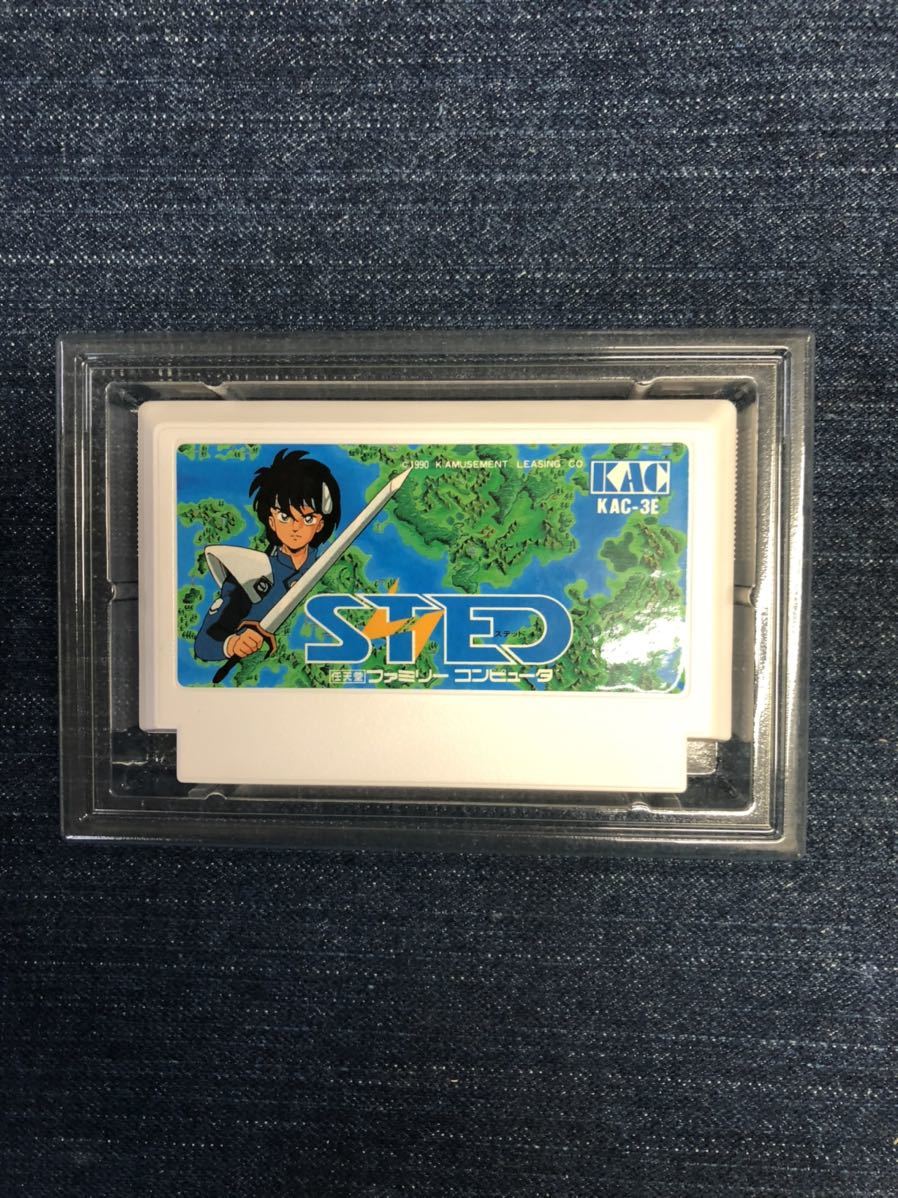 ©1990 K AMUSEMENT LEASING CO
KAC
KAC-3E
STED
ステッド
任天堂 ファミリー コンピュータ